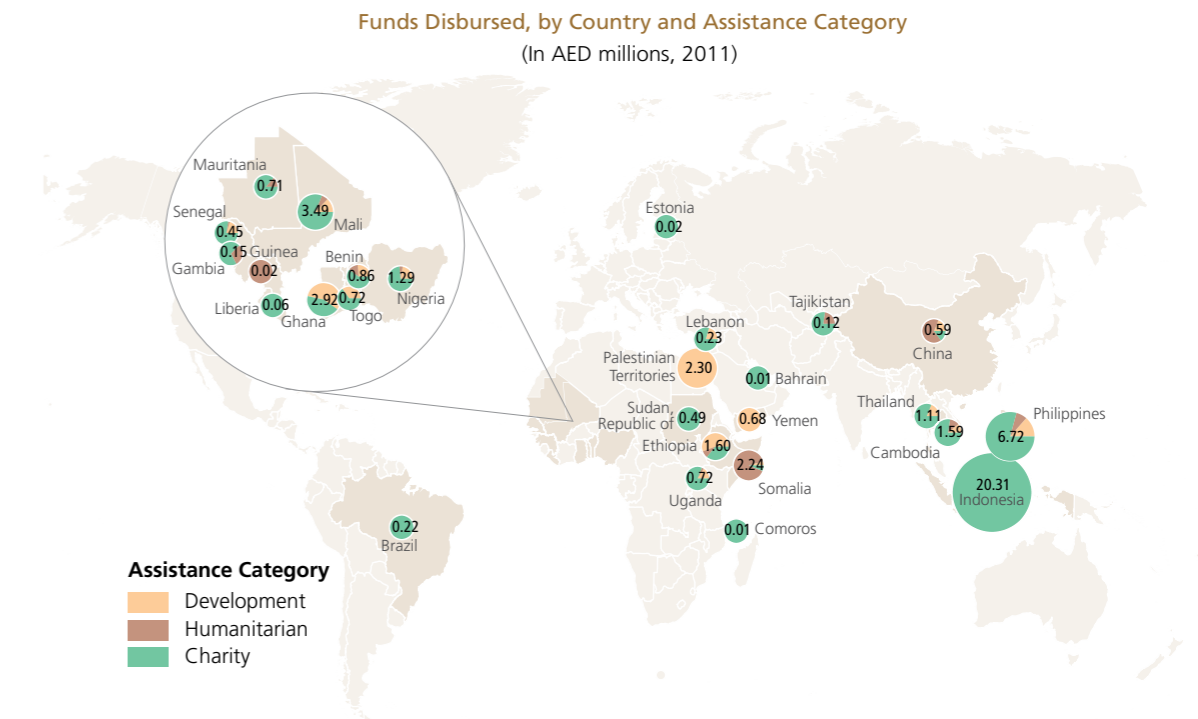 Funds Disbursed, by Country and Assistance Category
(In AED millions, 2011)
Mauritania
0.71
3.49
Mali
Senegal
0.45
0.15
Gambia
Guinea
0.02
Liberia
0.06
2.92
Ghana
Benin
0.86
0.72
Togo
1.29
Nigeria
Estonia
0.02
Tajikistan
0.12
0.59
China
Lebanon
0.23
Palestinian
Territories
2.30
0.01
Bahrain
Sudan,
Republic of
0.49
0.68
Yemen
Ethiopia
1.60
2.24
Somalia
0.72
Uganda
0.01
Comoros
Thailand
1.11
1.59
Cambodia
Philippines
6.72
20.31
Indonesia
0.22
Brazil
Assistance Category
Development
Humanitarian
Charity